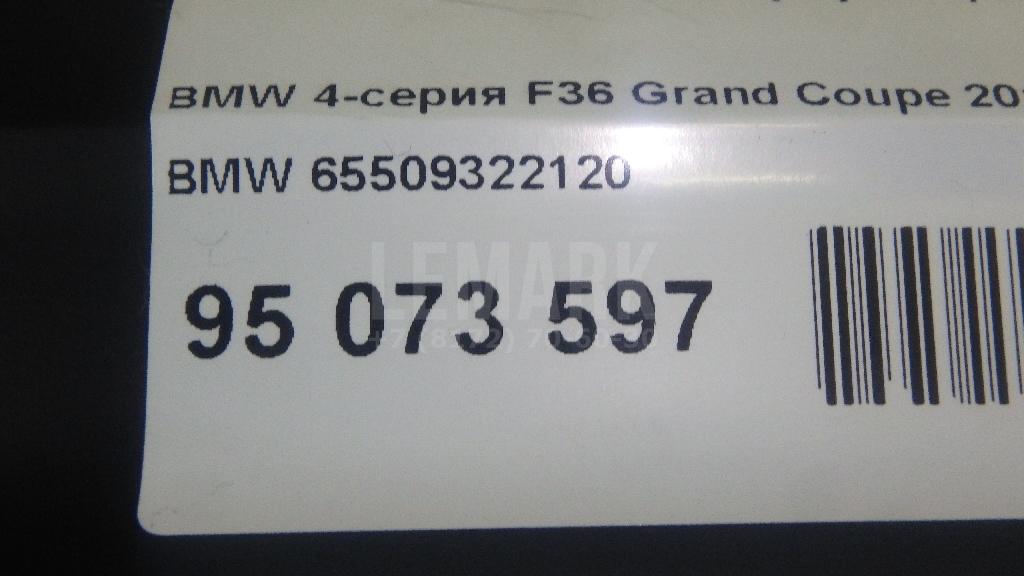 BMW 4-серия F36 Grand Coupe 20
BMW 65509322120
LEMARK
95 073 597